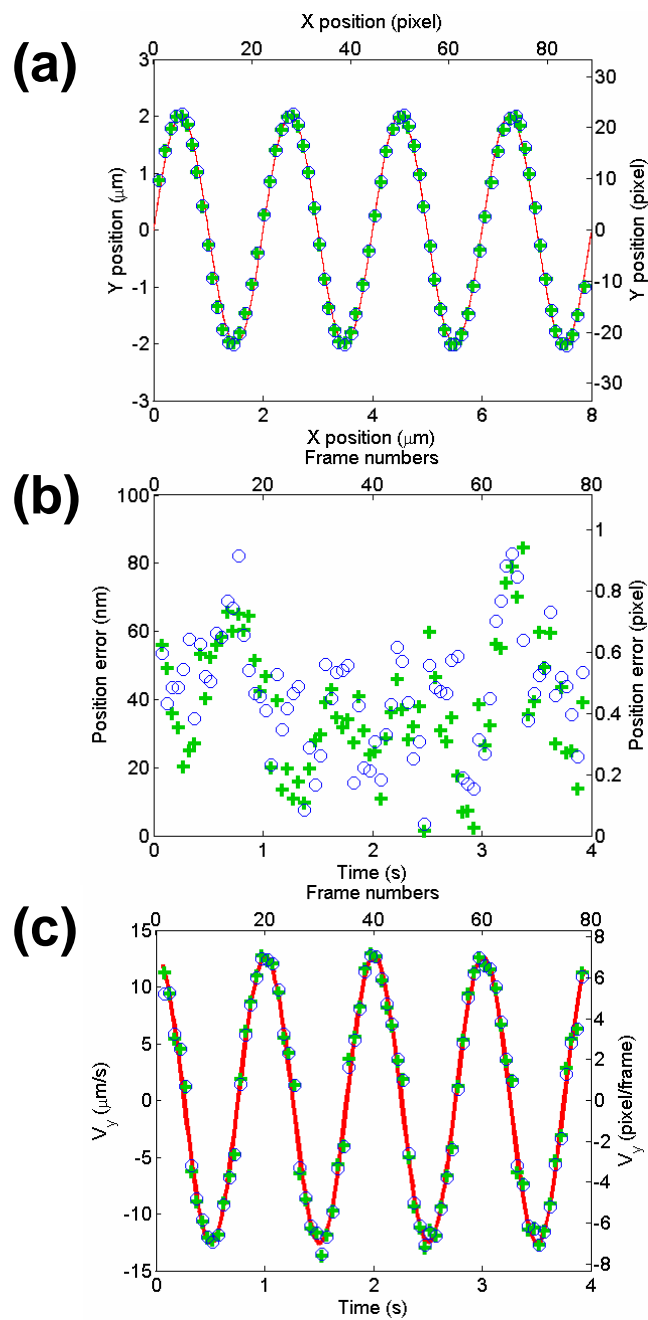 (a)
X position (pixel)
0 20 40 60 80
3
2
1
0
-1
-2
-3
Y position (μm)
30
20
10
0
-10
-20
-30
Y position (pixel)
0 2 4 6 8
X position (μm)
(b)
Frame numbers
0 20 40 60 80
100
80
60
40
20
0
Position error (nm)
1
0.8
0.6
0.4
0.2
0
Position error (pixel)
0 1 2 3 4
Time (s)
(c)
Frame numbers
0 20 40 60 80
15
10
5
0
-5
-10
-15
Vy (μm/s)
8
6
4
2
0
-2
-4
-6
-8
Vy (pixel/frame)
0 1 2 3 4
Time (s)